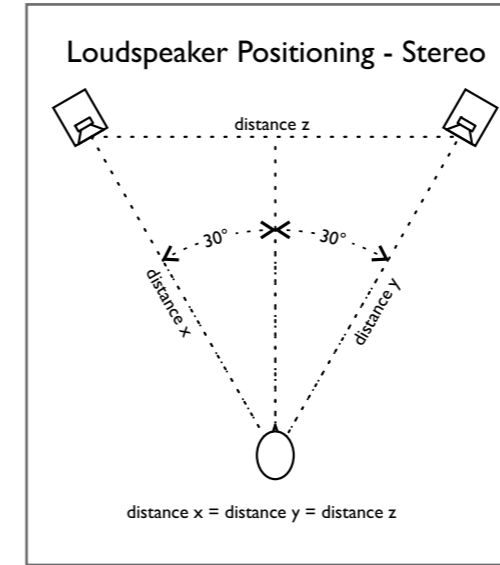 Loudspeaker Positioning - Stereo
distance z
30°
30°
distance x
distance y
distance x = distance y = distance z